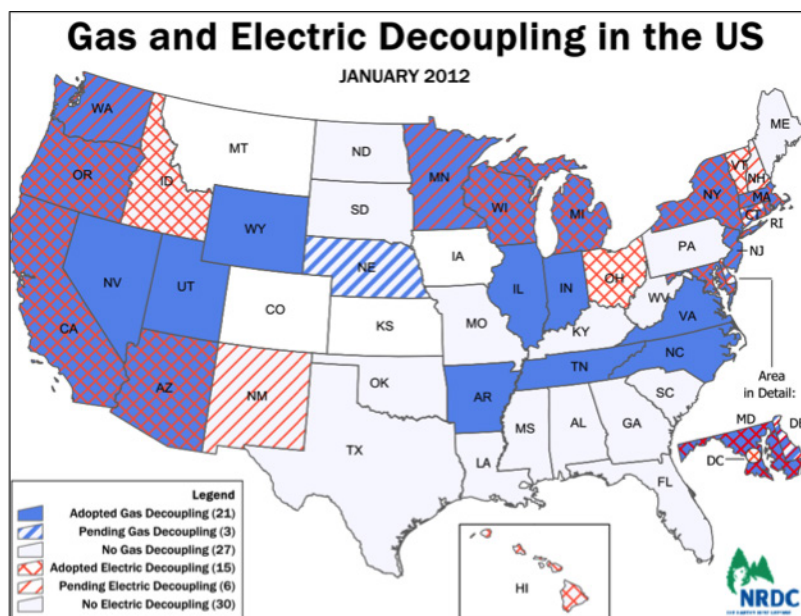 Gas and Electric Decoupling in the US
JANUARY 2012
WA
MT
ND
MN
ME
OR
ID
SD
WI
MI
NY
VT
NH
MA
CT
RI
WY
NE
IA
PA
NJ
NV
UT
CO
IL
IN
OH
WV
VA
CA
KS
MO
KY
NC
TN
AZ
NM
OK
AR
SC
Area
in Detail:
MS
AL
GA
TX
LA
FL
MD
DE
DC
HI
Legend
Adopted Gas Decoupling (21)
Pending Gas Decoupling (3)
No Gas Decoupling (27)
Adopted Electric Decoupling (15)
Pending Electric Decoupling (6)
No Electric Decoupling (30)
NRDC